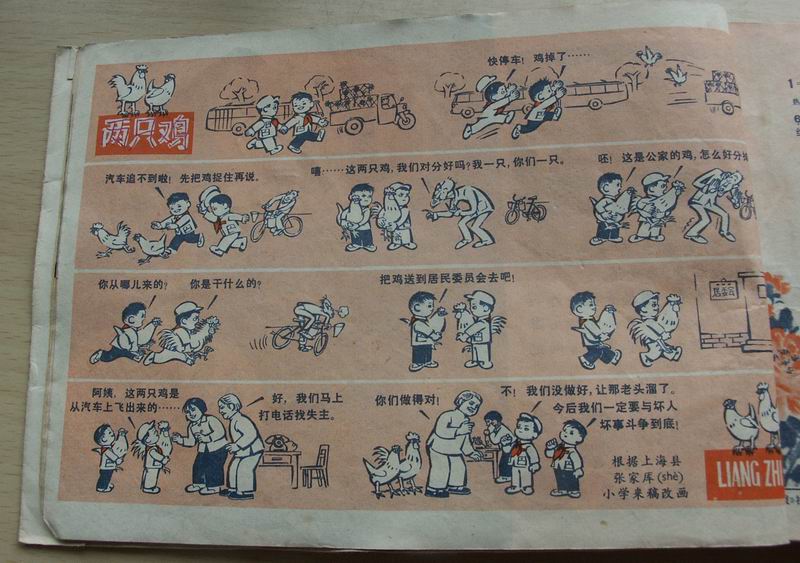 两只鸡
快停车！鸡掉了……
汽车追不到啦！先把鸡捉住再说。
嘻……这两只鸡，我们对分好吗？我一只，你们一只。
呸！这是公家的鸡，怎么好分
你从哪儿来的？
你是干什么的？
把鸡送到居民委员会去吧！
居委会
阿姨，这两只鸡是
从汽车上飞出来的……
好，我们马上
打电话找失主。
你们做得对！
不！我们没做好，让那老头溜了。
今后我们一定要与坏人
坏事斗争到底！
根据上海县
张家厍(shè)
小学来稿改画
LIANG ZHI